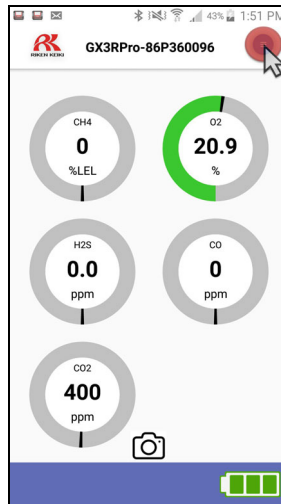 43% 1:51 PM
RIKEN KEIKI
GX3RPro-86P360096
CH4
0
%LEL
O2
20.9
%
H2S
0.0
ppm
CO
0
ppm
CO2
400
ppm